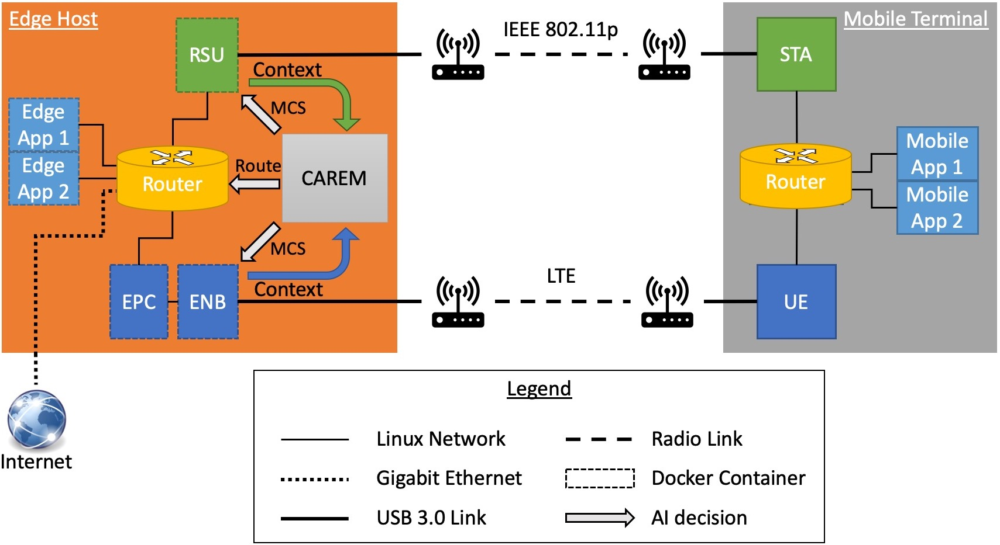 Edge Host
RSU
IEEE 802.11p
Mobile Terminal
STA
Context
MCS
Edge
App 1
Edge
App 2
Router
Route
CAREM
Router
Mobile
App 1
Mobile
App 2
MCS
Context
EPC
ENB
LTE
UE
Internet
Legend
Linux Network
Radio Link
Gigabit Ethernet
Docker Container
USB 3.0 Link
AI decision